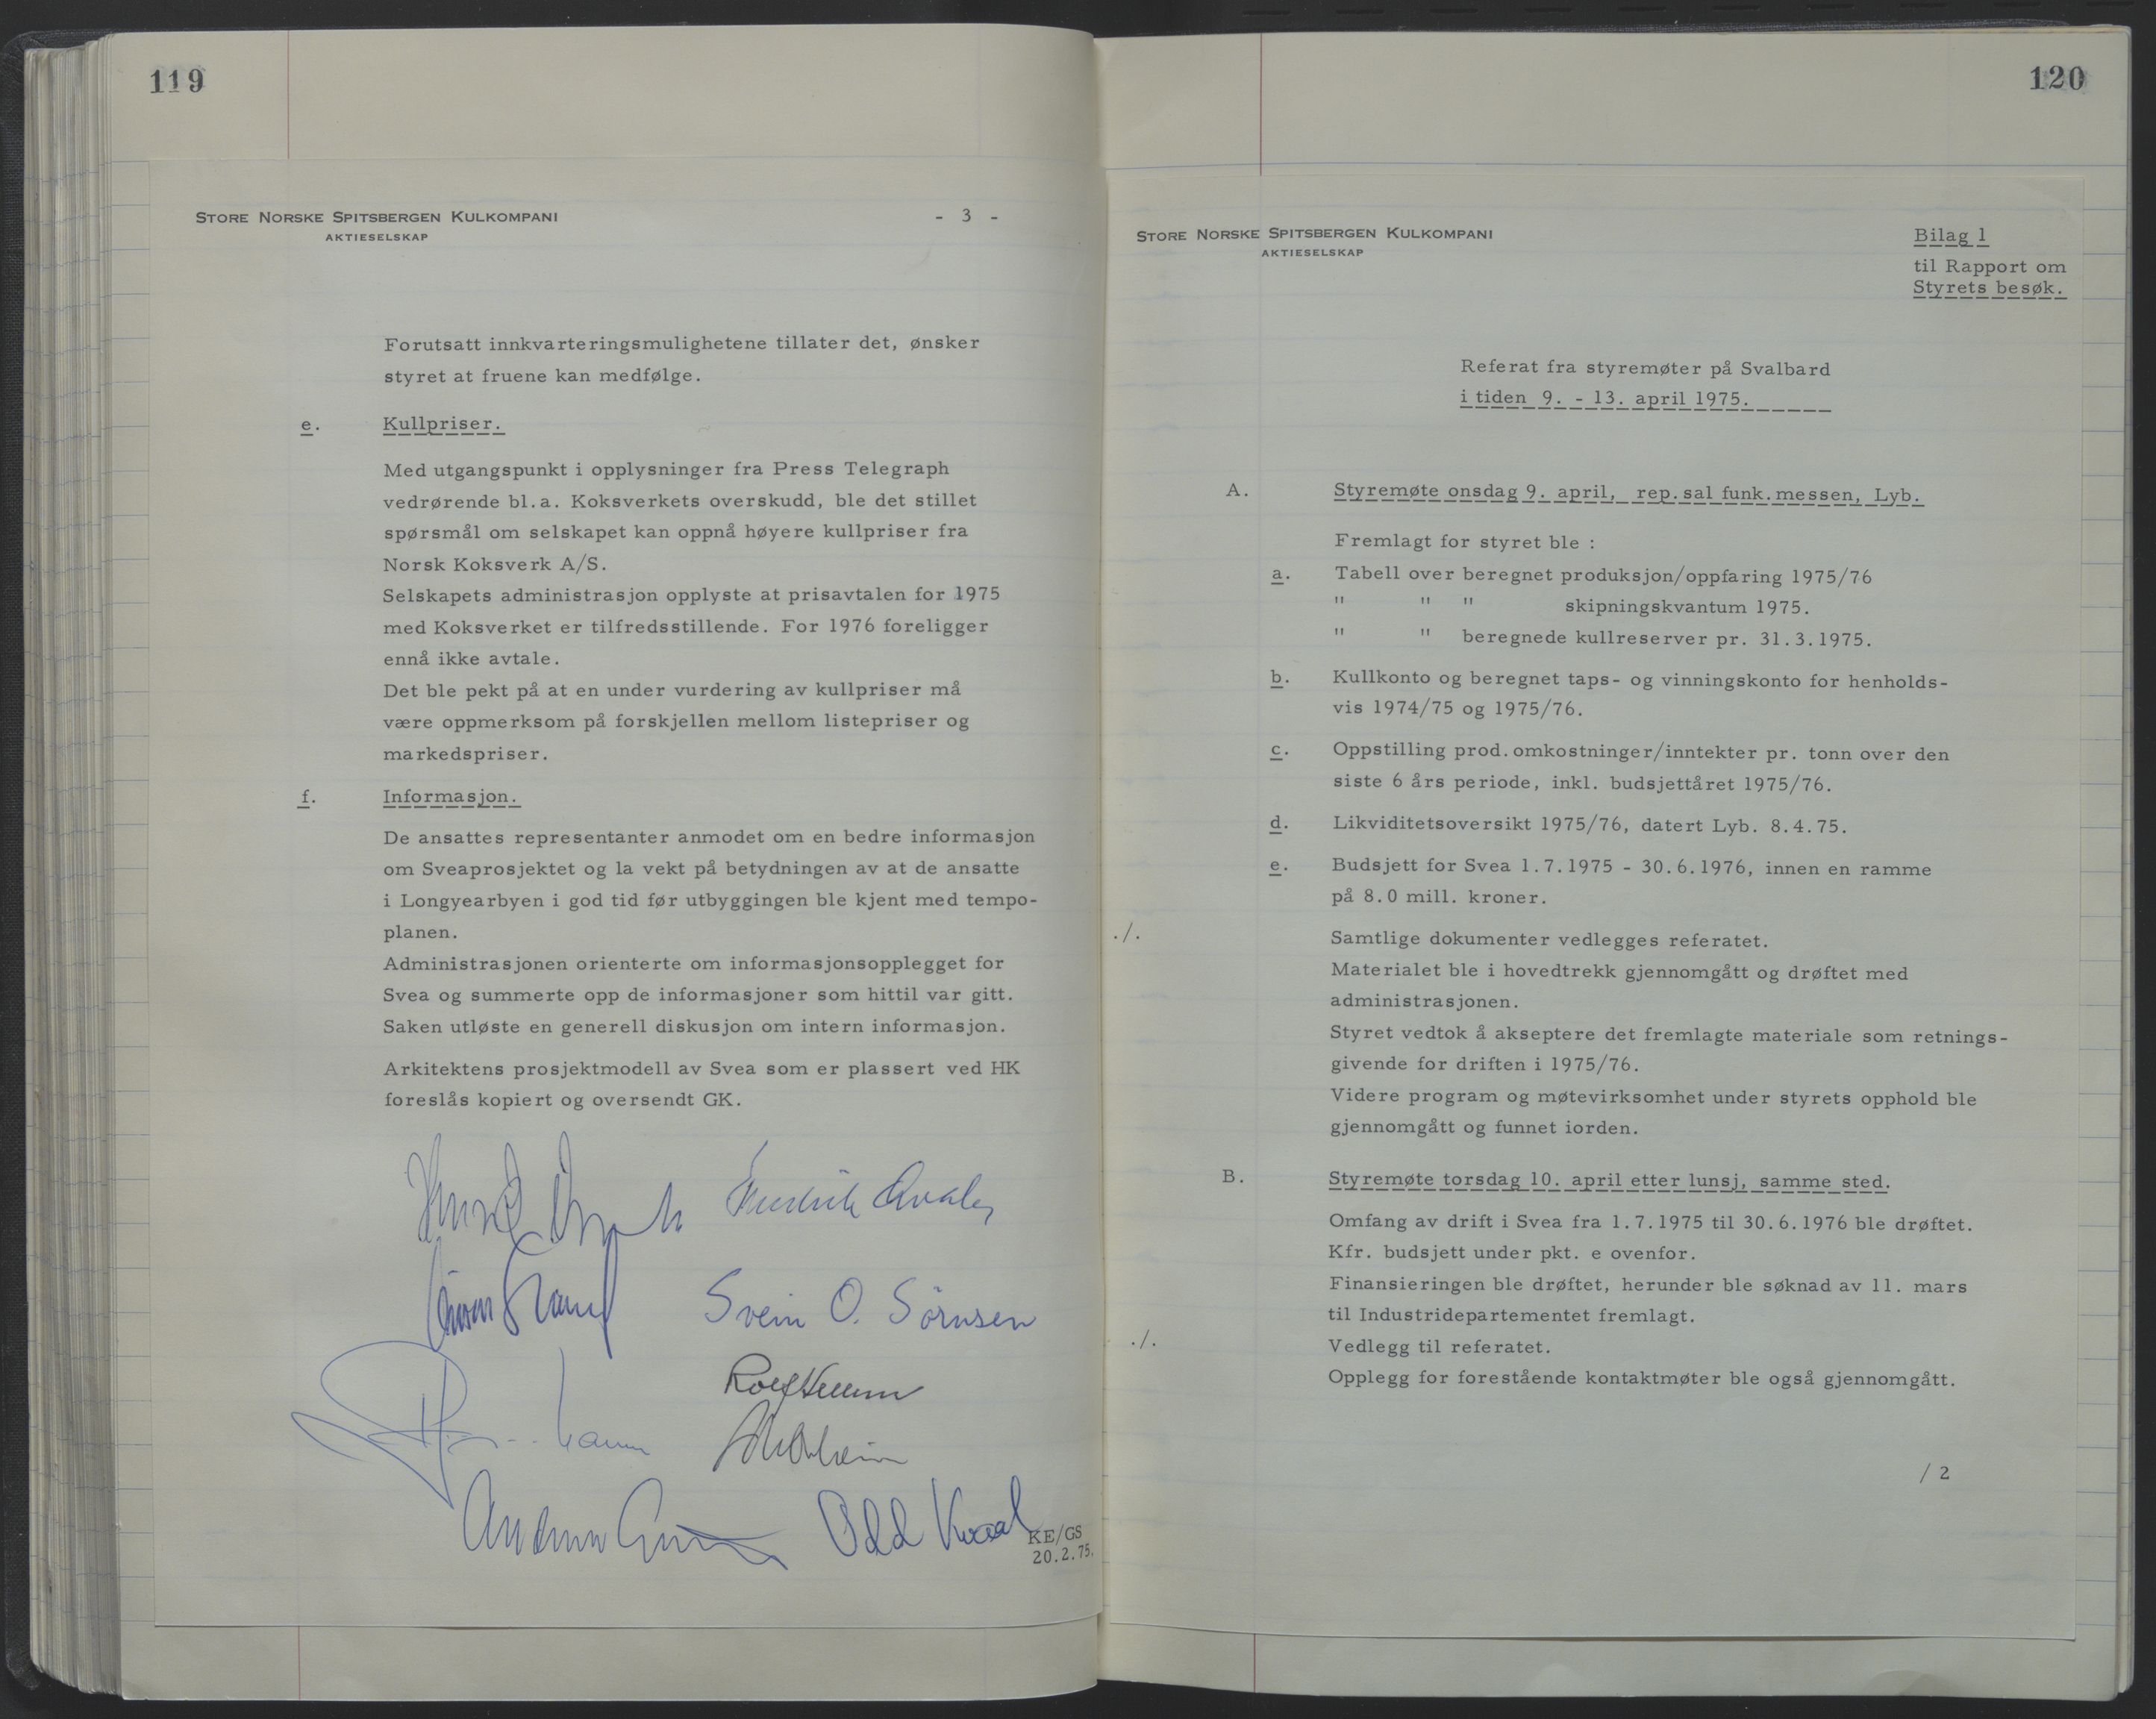 119
STORE NORSKE SPITSBERGEN KULKOMPANI
AKTIESELSKAP
- 3 -
Forutsatt innkvarteringsmulighetene tillater det, ønsker
styret at fruene kan medfølge.
e. Kullpriser.
Med utgangspunkt i opplysninger fra Press Telegraph
vedrørende bl.a. Koksverkets overskudd, ble det stillet
spørsmål om selskapet kan oppnå høyere kullpriser fra
Norsk Koksverk A/S.
Selskapets administrasjon opplyste at prisavtalen for 1975
med Koksverket er tilfredsstillende. For 1976 foreligger
ennå ikke avtale.
Det ble pekt på at en under vurdering av kullpriser må
være oppmerksom på forskjellen mellom listepriser og
markedspriser.
f. Informasjon.
De ansattes representanter anmodet om en bedre informasjon
om Sveaprosjektet og la vekt på betydningen av at de ansatte
i Longyearbyen i god tid før utbyggingen ble kjent med tempo-
planen.
Administrasjonen orienterte om informasjonsopplegget for
Svea og summerte opp de informasjoner som hittil var gitt.
Saken utløste en generell diskusjon om intern informasjon.
Arkitektens prosjektmodell av Svea som er plassert ved HK
foreslås kopiert og oversendt GK.
Svein O. Sörnsen
Odd
KE/GS
20.2.75.
120
STORE NORSKE SPITSBERGEN KULKOMPANI
AKTIESELSKAP
Bilag 1
til Rapport om
Styrets besøk.
Referat fra styremøter på Svalbard
i tiden 9. - 13. april 1975.
A. Styremøte onsdag 9. april, rep.sal funk.messen, Lyb.
Fremlagt for styret ble :
a. Tabell over beregnet produksjon/oppfaring 1975/76
" " " skipningskvantum 1975.
" " beregnede kullreserver pr. 31.3.1975.
b. Kullkonto og beregnet taps- og vinningskonto for henholds-
vis 1974/75 og 1975/76.
c. Oppstilling prod.omkostninger/inntekter pr. tonn over den
siste 6 års periode, inkl. budsjettåret 1975/76.
d. Likviditetsoversikt 1975/76, datert Lyb. 8.4.75.
e. Budsjett for Svea 1.7.1975 - 30.6.1976, innen en ramme
på 8.0 mill. kroner.
./. Samtlige dokumenter vedlegges referatet.
Materialet ble i hovedtrekk gjennomgått og drøftet med
administrasjonen.
Styret vedtok å akseptere det fremlagte materiale som retnings-
givende for driften i 1975/76.
Videre program og møtevirksomhet under styrets opphold ble
gjennomgått og funnet iorden.
B. Styremøte torsdag 10. april etter lunsj, samme sted.
Omfang av drift i Svea fra 1.7.1975 til 30.6.1976 ble drøftet.
Kfr. budsjett under pkt. e ovenfor.
Finansieringen ble drøftet, herunder ble søknad av 11. mars
til Industridepartementet fremlagt.
./. Vedlegg til referatet.
Opplegg for forestående kontaktmøter ble også gjennomgått.
/ 2